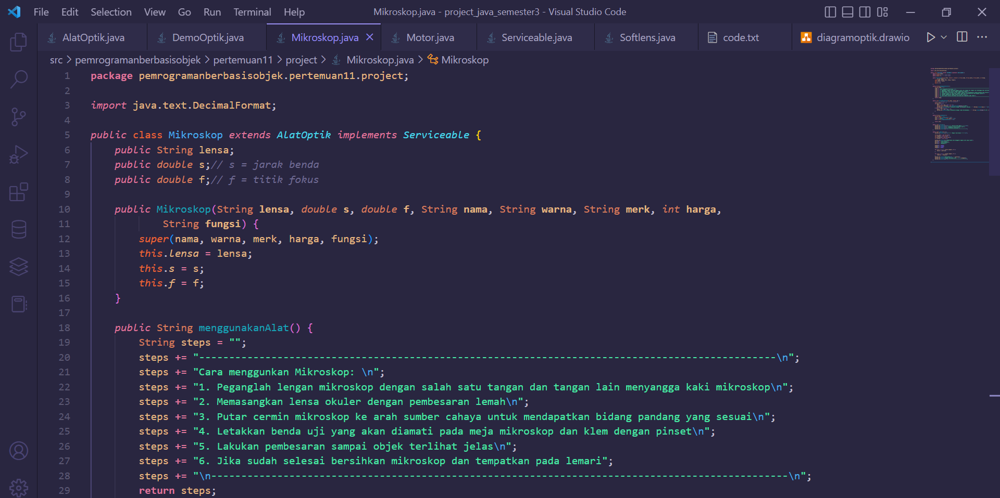 File Edit Selection View Go Run Terminal Help Mikroskop.java - project_java_semester3 - Visual Studio Code
AlatOptik.java DemoOptik.java Mikroskop.java Motor.java Serviceable.java Softlens.java code.txt diagramoptik.drawio
src > pemrogramanberbasisobjek > pertemuan11 > project > Mikroskop.java > Mikroskop
1 package pemrogramanberbasisobjek.pertemuan11.project;
2
3 import java.text.DecimalFormat;
4
5 public class Mikroskop extends AlatOptik implements Serviceable {
6 public String lensa;
7 public double s;// s = jarak benda
8 public double f;// f = titik fokus
9
10 public Mikroskop(String lensa, double s, double f, String nama, String warna, String merk, int harga,
11 String fungsi) {
12 super(nama, warna, merk, harga, fungsi);
13 this.lensa = lensa;
14 this.s = s;
15 this.f = f;
16 }
17
18 public String menggunakanAlat() {
19 String steps = "";
20 steps += "------------------------------------------------------------------------------------------------\n";
21 steps += "Cara menggunkan Mikroskop: \n";
22 steps += "1. Peganglah lengan mikroskop dengan salah satu tangan dan tangan lain menyangga kaki mikroskop\n";
23 steps += "2. Memasangkan lensa okuler dengan pembesaran lemah\n";
24 steps += "3. Putar cermin mikroskop ke arah sumber cahaya untuk mendapatkan bidang pandang yang sesuai\n";
25 steps += "4. Letakkan benda uji yang akan diamati pada meja mikroskop dan klem dengan pinset\n";
26 steps += "5. Lakukan pembesaran sampai objek terlihat jelas\n";
27 steps += "6. Jika sudah selesai bersihkan mikroskop dan tempatkan pada lemari";
28 steps += "\n------------------------------------------------------------------------------------------------\n";
29 return steps;